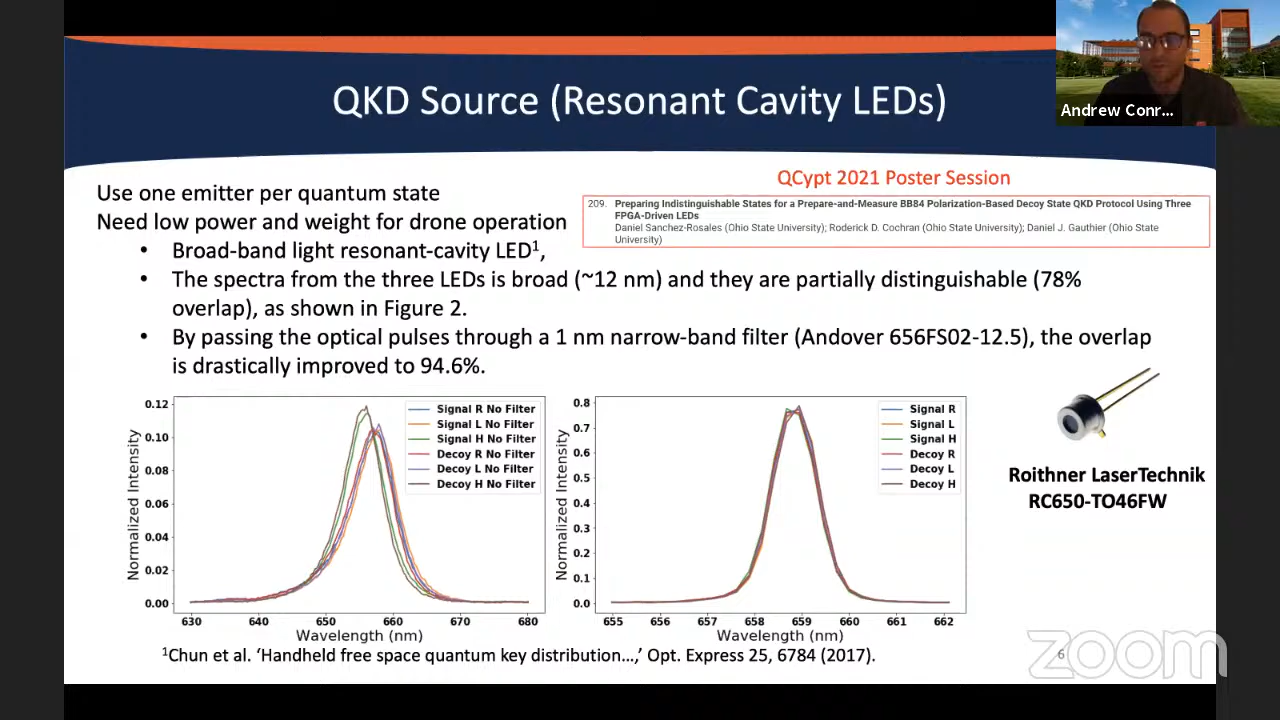 QKD Source (Resonant Cavity LEDs)
Andrew Conr...
Use one emitter per quantum state
Need low power and weight for drone operation
• Broad-band light resonant-cavity LED¹,
• The spectra from the three LEDs is broad (~12 nm) and they are partially distinguishable (78%
overlap), as shown in Figure 2.
• By passing the optical pulses through a 1 nm narrow-band filter (Andover 656FS02-12.5), the overlap
is drastically improved to 94.6%.
QCypt 2021 Poster Session
209. Preparing Indistinguishable States for a Prepare-and-Measure BB84 Polarization-Based Decoy State QKD Protocol Using Three
FPGA-Driven LEDs
Daniel Sanchez-Rosales (Ohio State University); Roderick D. Cochran (Ohio State University); Daniel J. Gauthier (Ohio State
University)
Normalized Intensity
0.12
0.10
0.08
0.06
0.04
0.02
0.00
Signal R No Filter
Signal L No Filter
Signal H No Filter
Decoy R No Filter
Decoy L No Filter
Decoy H No Filter
630 640 650 660 670 680
Wavelength (nm)
Normalized Intensity
0.8
0.7
0.6
0.5
0.4
0.3
0.2
0.1
0.0
Signal R
Signal L
Signal H
Decoy R
Decoy L
Decoy H
655 656 657 658 659 660 661 662
Wavelength (nm)
Roithner LaserTechnik
RC650-TO46FW
¹Chun et al. ‘Handheld free space quantum key distribution…,’ Opt. Express 25, 6784 (2017).
6
zoom